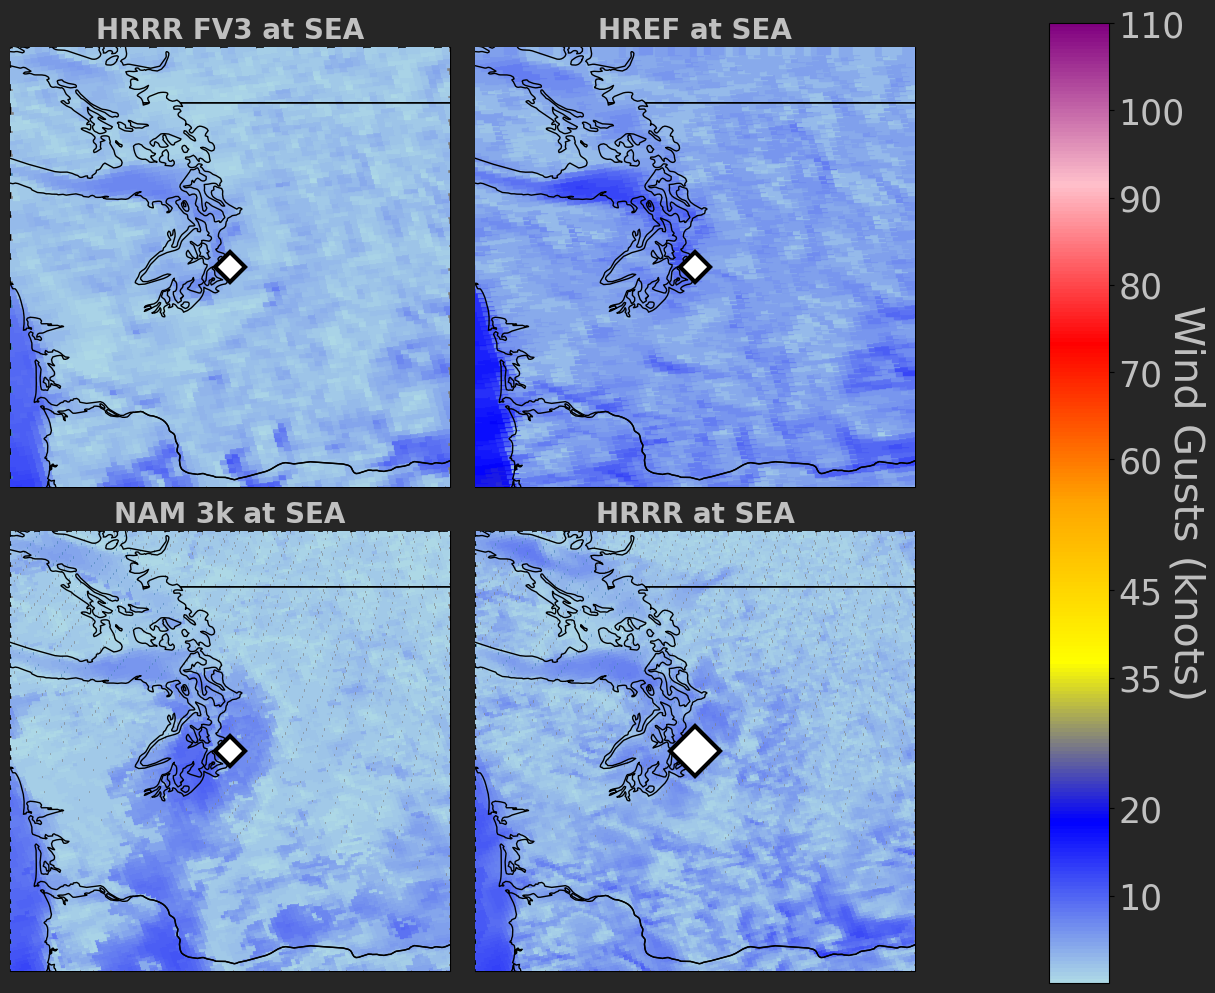 HRRR FV3 at SEA
HREF at SEA
NAM 3k at SEA
HRRR at SEA
110
100
90
80
70
60
45
35
20
10
Wind Gusts (knots)